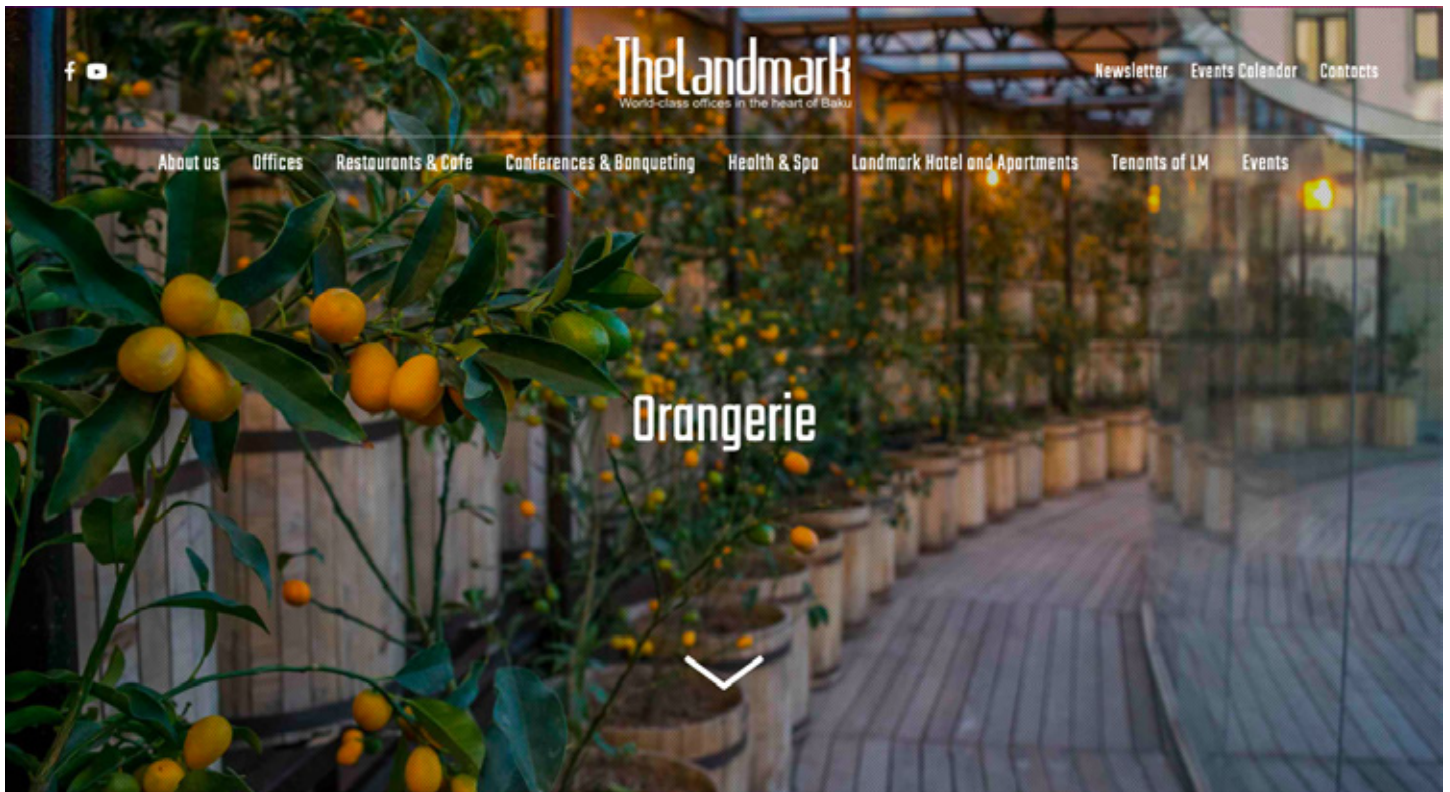 f
TheLandmark
World-class offices in the heart of Baku
Newsletter Events Calendar Contacts
About us Offices Restaurants & Cafe Conferences & Banqueting Health & Spa Landmark Hotel and Apartments Tenants of LM Events
Orangerie